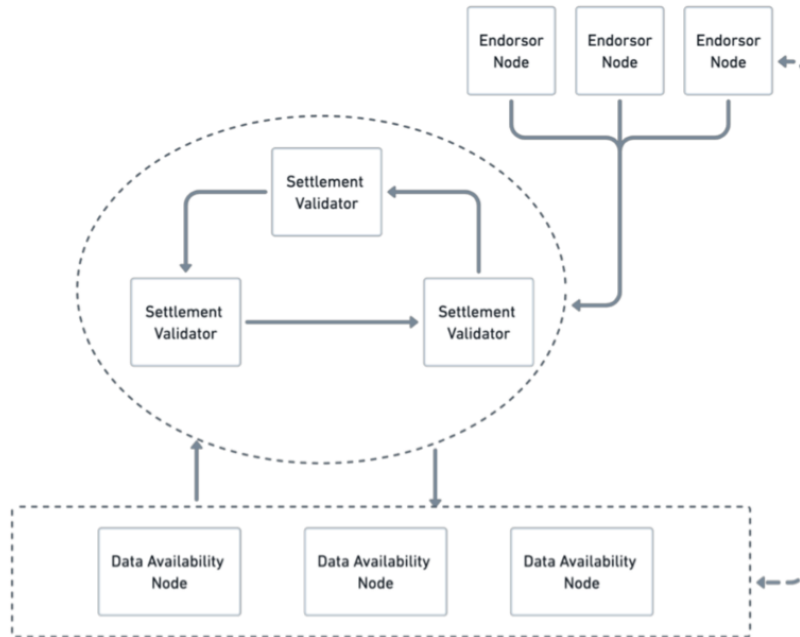 Endorsor
Node
Endorsor
Node
Endorsor
Node
Settlement
Validator
Settlement
Validator
Settlement
Validator
Data Availability
Node
Data Availability
Node
Data Availability
Node